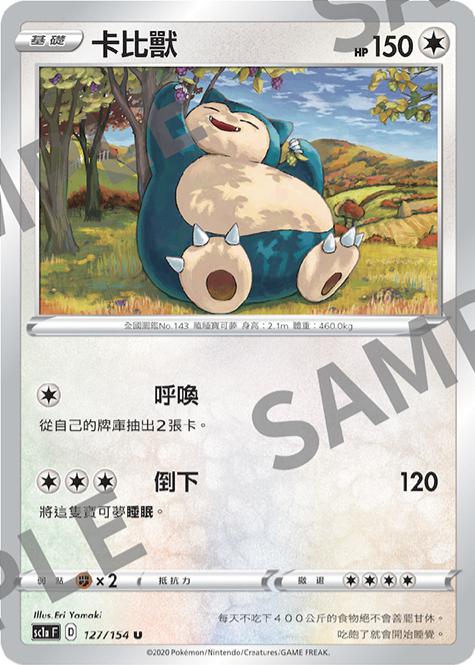 基礎 卡比獸 HP 150
全國圖鑑No.143 瞌睡寶可夢 身高：2.1m 體重：460.0kg
呼喚
從自己的牌庫抽出2張卡。
倒下 120
將這隻寶可夢睡眠。
弱點 ×2 抵抗力 撤退
Illus.Eri Yamaki
sc1a F D 127/154 U
每天不吃下４００公斤的食物絕不會善罷甘休。
吃飽了就會開始睡覺。
©2020 Pokémon/Nintendo/Creatures/GAME FREAK.
SAMPLE